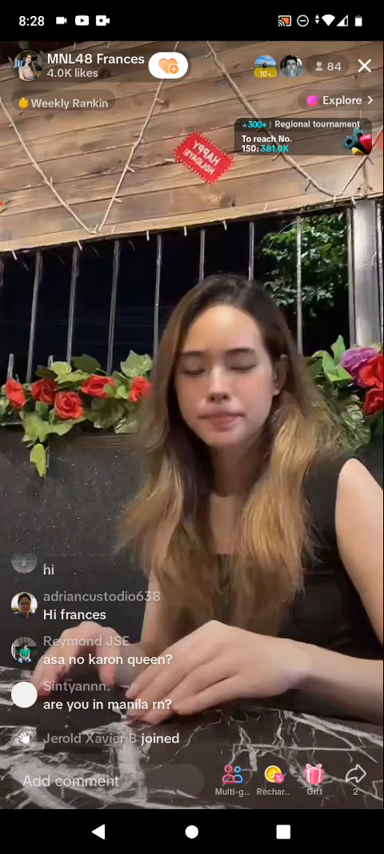 8:28
MNL48 Frances
4.0K likes
10+
84
Weekly Rankin
Explore
+300+ | Regional tournament
To reach No.
150: 381.0K
HAPPY
HOLIDAYS!
hi
adriancustodio638
Hi frances
Reymond JSE
asa no karon queen?
Sintyannn.
are you in manila rn?
Jerold Xavier B joined
Add comment
Multi-g...
Rechar...
Gift
2